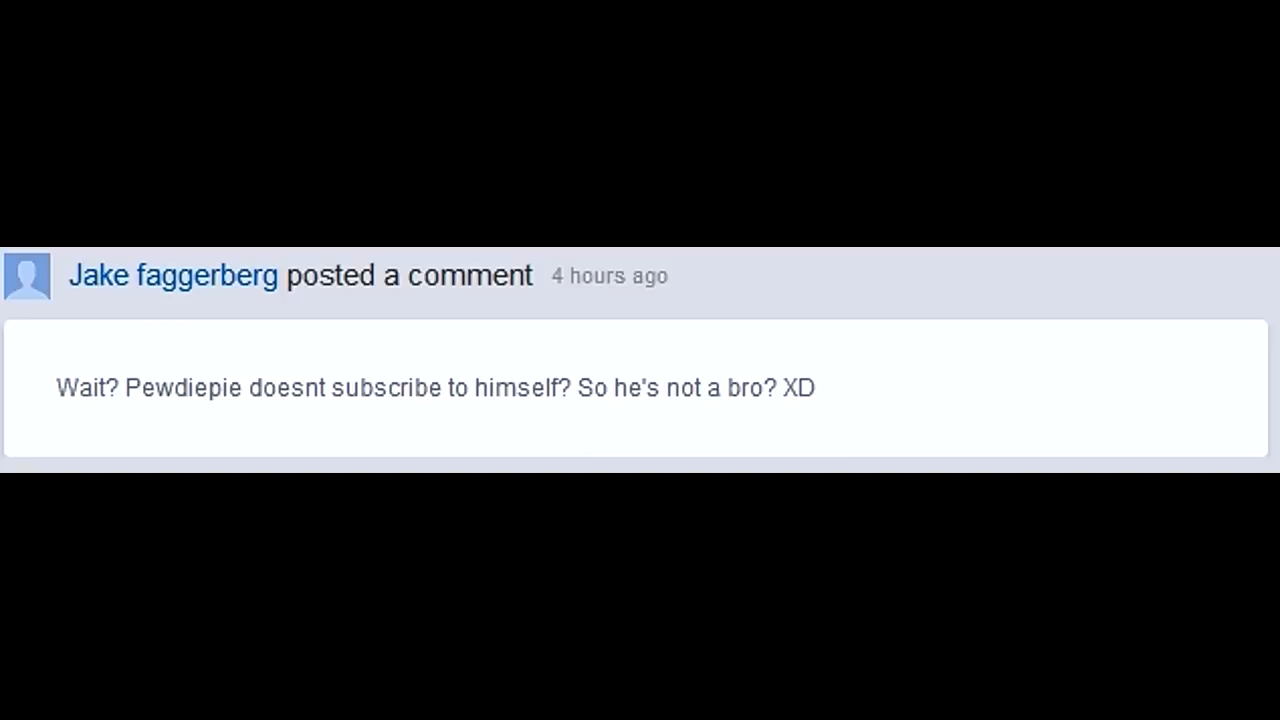 Jake faggerberg posted a comment 4 hours ago
Wait? Pewdiepie doesnt subscribe to himself? So he's not a bro? XD